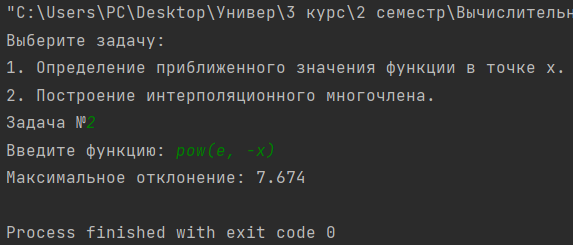 "C:\Users\PC\Desktop\Универ\3 курс\2 семестр\Вычислительн
Выберите задачу:
1. Определение приближенного значения функции в точке x.
2. Построение интерполяционного многочлена.
Задача №2
Введите функцию: pow(e, -x)
Максимальное отклонение: 7.674
Process finished with exit code 0